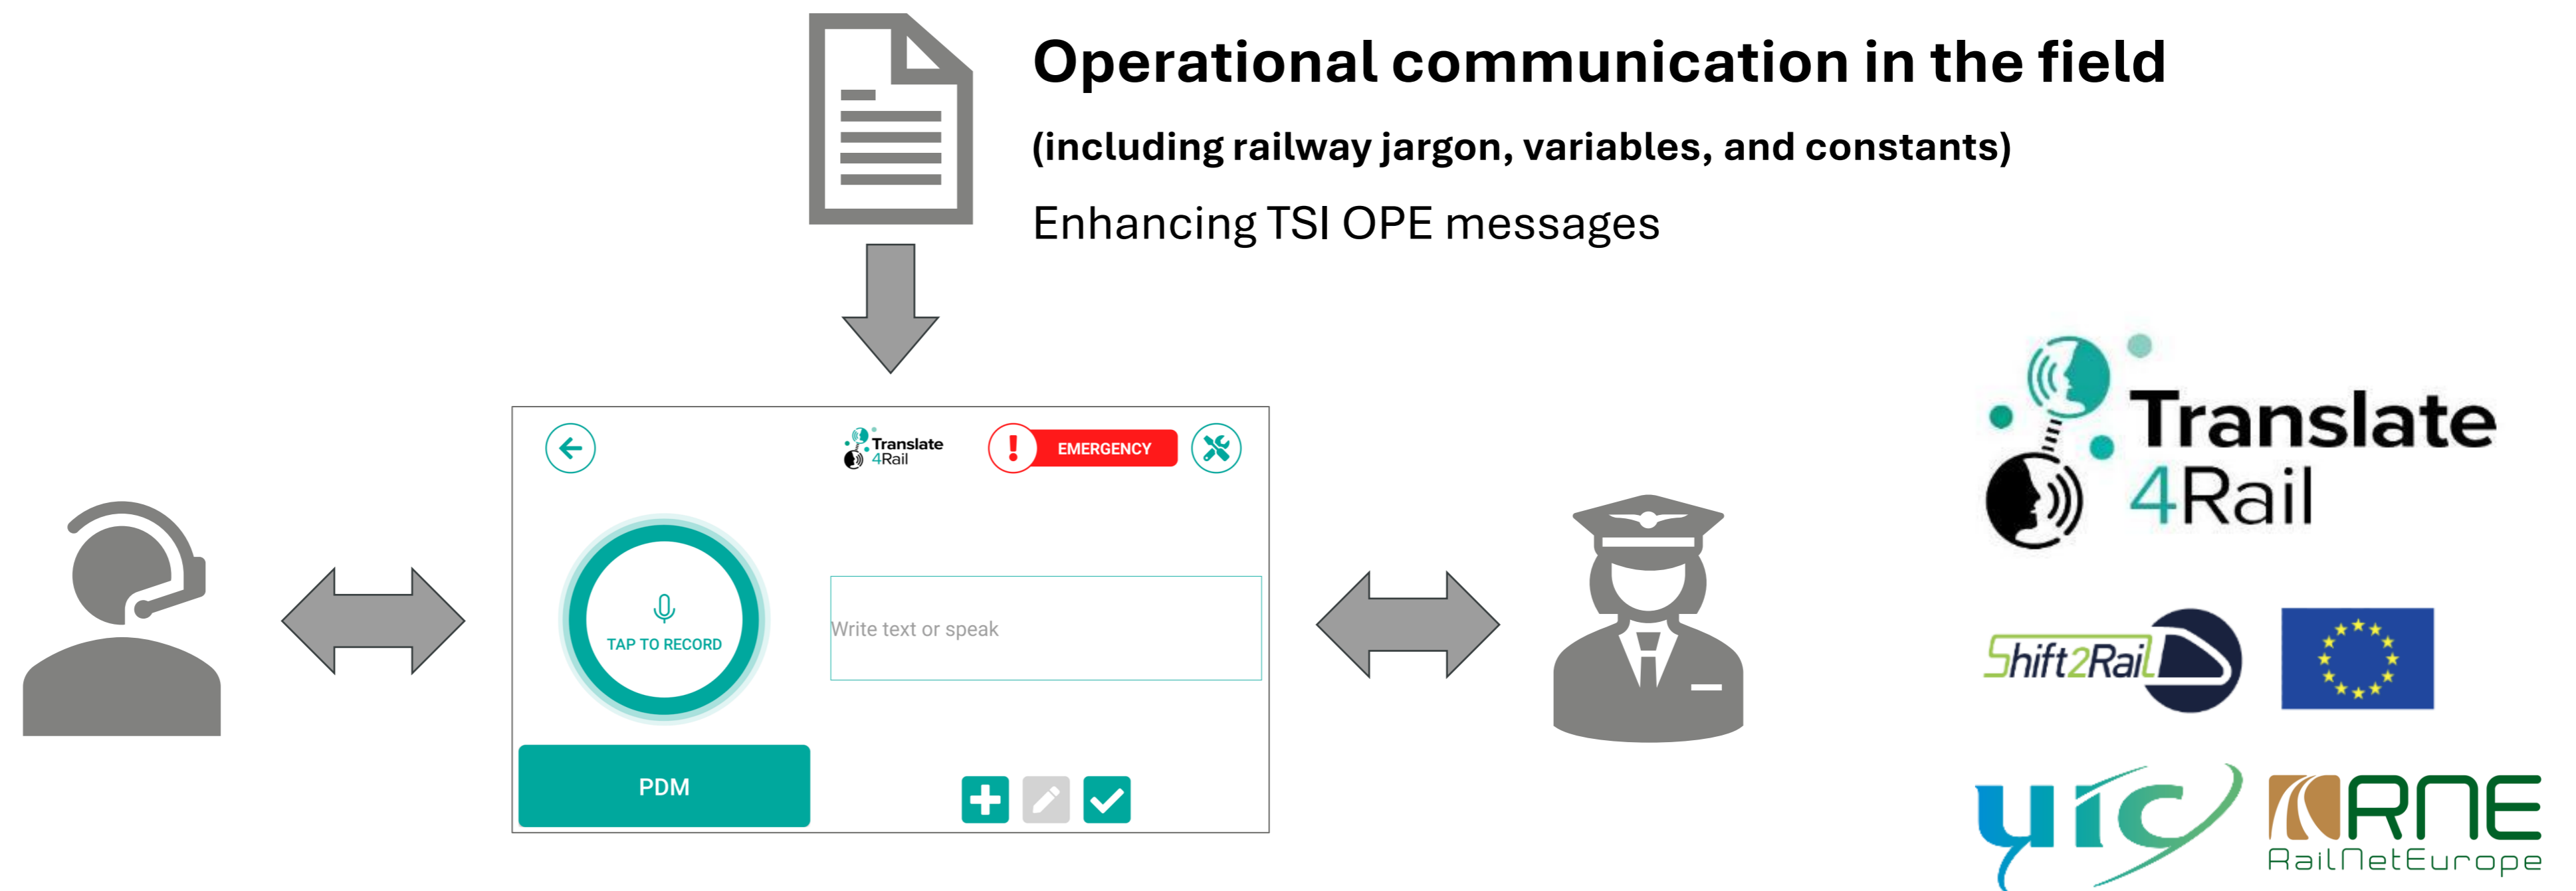 Operational communication in the field
(including railway jargon, variables, and constants)
Enhancing TSI OPE messages
Translate
4Rail
EMERGENCY
TAP TO RECORD
Write text or speak
PDM
Translate
4Rail
Shift2Rail
uic
RNE
RailNetEurope